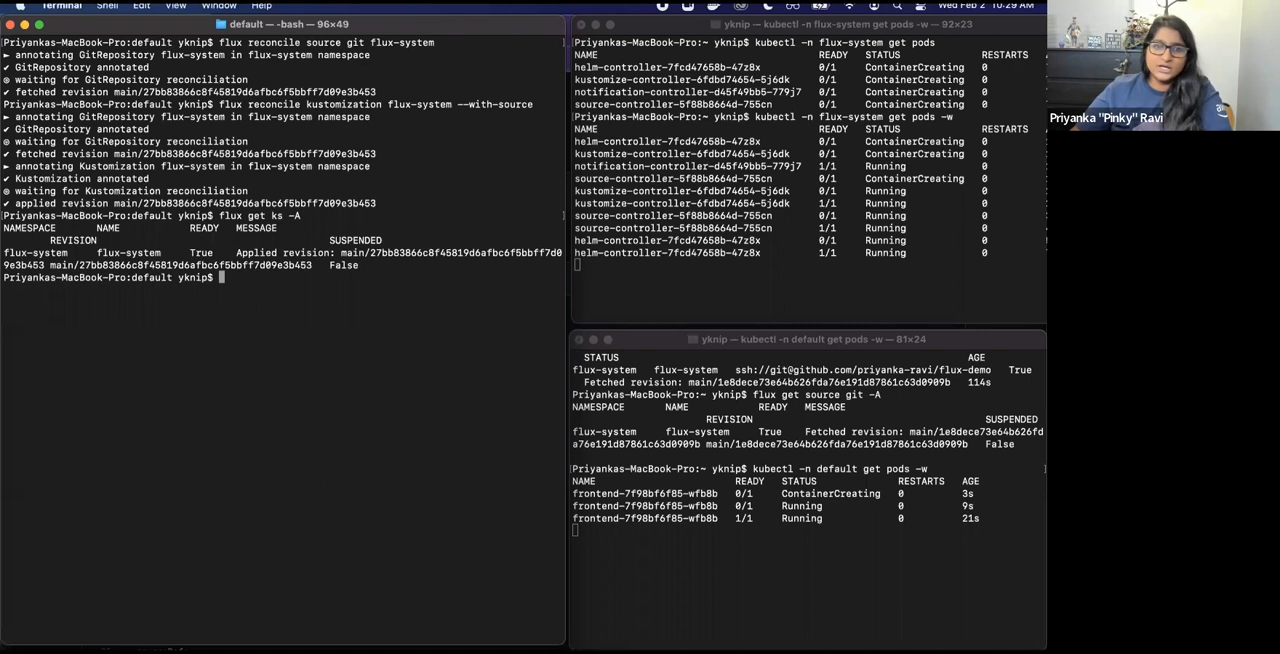 Terminal Shell Edit View Window Help
Wed Feb 2 10:29 AM
default — -bash — 96×49
Priyankas-MacBook-Pro:default yknip$ flux reconcile source git flux-system
► annotating GitRepository flux-system in flux-system namespace
✔ GitRepository annotated
◎ waiting for GitRepository reconciliation
✔ fetched revision main/27bb83866c8f45819d6afbc6f5bbff7d09e3b453
Priyankas-MacBook-Pro:default yknip$ flux reconcile kustomization flux-system --with-source
► annotating GitRepository flux-system in flux-system namespace
✔ GitRepository annotated
◎ waiting for GitRepository reconciliation
✔ fetched revision main/27bb83866c8f45819d6afbc6f5bbff7d09e3b453
► annotating Kustomization flux-system in flux-system namespace
✔ Kustomization annotated
◎ waiting for Kustomization reconciliation
✔ applied revision main/27bb83866c8f45819d6afbc6f5bbff7d09e3b453
[Priyankas-MacBook-Pro:default yknip$ flux get ks -A ]
NAMESPACE NAME READY MESSAGE
REVISION SUSPENDED
flux-system flux-system True Applied revision: main/27bb83866c8f45819d6afbc6f5bbff7d0
9e3b453 main/27bb83866c8f45819d6afbc6f5bbff7d09e3b453 False
Priyankas-MacBook-Pro:default yknip$
yknip — kubectl -n flux-system get pods -w — 92×23
[Priyankas-MacBook-Pro:~ yknip$ kubectl -n flux-system get pods
NAME READY STATUS RESTARTS
helm-controller-7fcd47658b-47z8x 0/1 ContainerCreating 0
kustomize-controller-6fdbd74654-5j6dk 0/1 ContainerCreating 0
notification-controller-d45f49bb5-779j7 0/1 ContainerCreating 0
source-controller-5f88b8664d-755cn 0/1 ContainerCreating 0
[Priyankas-MacBook-Pro:~ yknip$ kubectl -n flux-system get pods -w
NAME READY STATUS RESTARTS
helm-controller-7fcd47658b-47z8x 0/1 ContainerCreating 0
kustomize-controller-6fdbd74654-5j6dk 0/1 ContainerCreating 0
notification-controller-d45f49bb5-779j7 1/1 Running 0
source-controller-5f88b8664d-755cn 0/1 ContainerCreating 0
kustomize-controller-6fdbd74654-5j6dk 0/1 Running 0
kustomize-controller-6fdbd74654-5j6dk 1/1 Running 0
source-controller-5f88b8664d-755cn 0/1 Running 0
source-controller-5f88b8664d-755cn 1/1 Running 0
helm-controller-7fcd47658b-47z8x 0/1 Running 0
helm-controller-7fcd47658b-47z8x 1/1 Running 0
yknip — kubectl -n default get pods -w — 81×24
STATUS AGE
flux-system flux-system ssh://git@github.com/priyanka-ravi/flux-demo True
Fetched revision: main/1e8dece73e64b626fda76e191d87861c63d0909b 114s
Priyankas-MacBook-Pro:~ yknip$ flux get source git -A
NAMESPACE NAME READY MESSAGE
REVISION SUSPENDED
flux-system flux-system True Fetched revision: main/1e8dece73e64b626fd
a76e191d87861c63d0909b main/1e8dece73e64b626fda76e191d87861c63d0909b False
[Priyankas-MacBook-Pro:~ yknip$ kubectl -n default get pods -w ]
NAME READY STATUS RESTARTS AGE
frontend-7f98bf6f85-wfb8b 0/1 ContainerCreating 0 3s
frontend-7f98bf6f85-wfb8b 0/1 Running 0 9s
frontend-7f98bf6f85-wfb8b 1/1 Running 0 21s
Priyanka "Pinky" Ravi